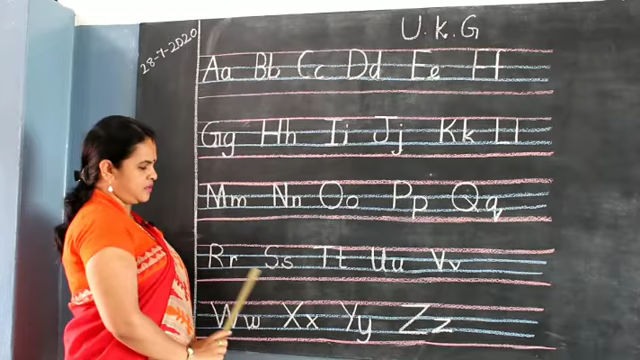 U.K.G
28-7-2020
Aa Bb Cc Dd Ee Ff
Gg Hh Ii Jj Kk Ll
Mm Nn Oo Pp Qq
Rr Ss Tt Uu Vv
Ww Xx Yy Zz